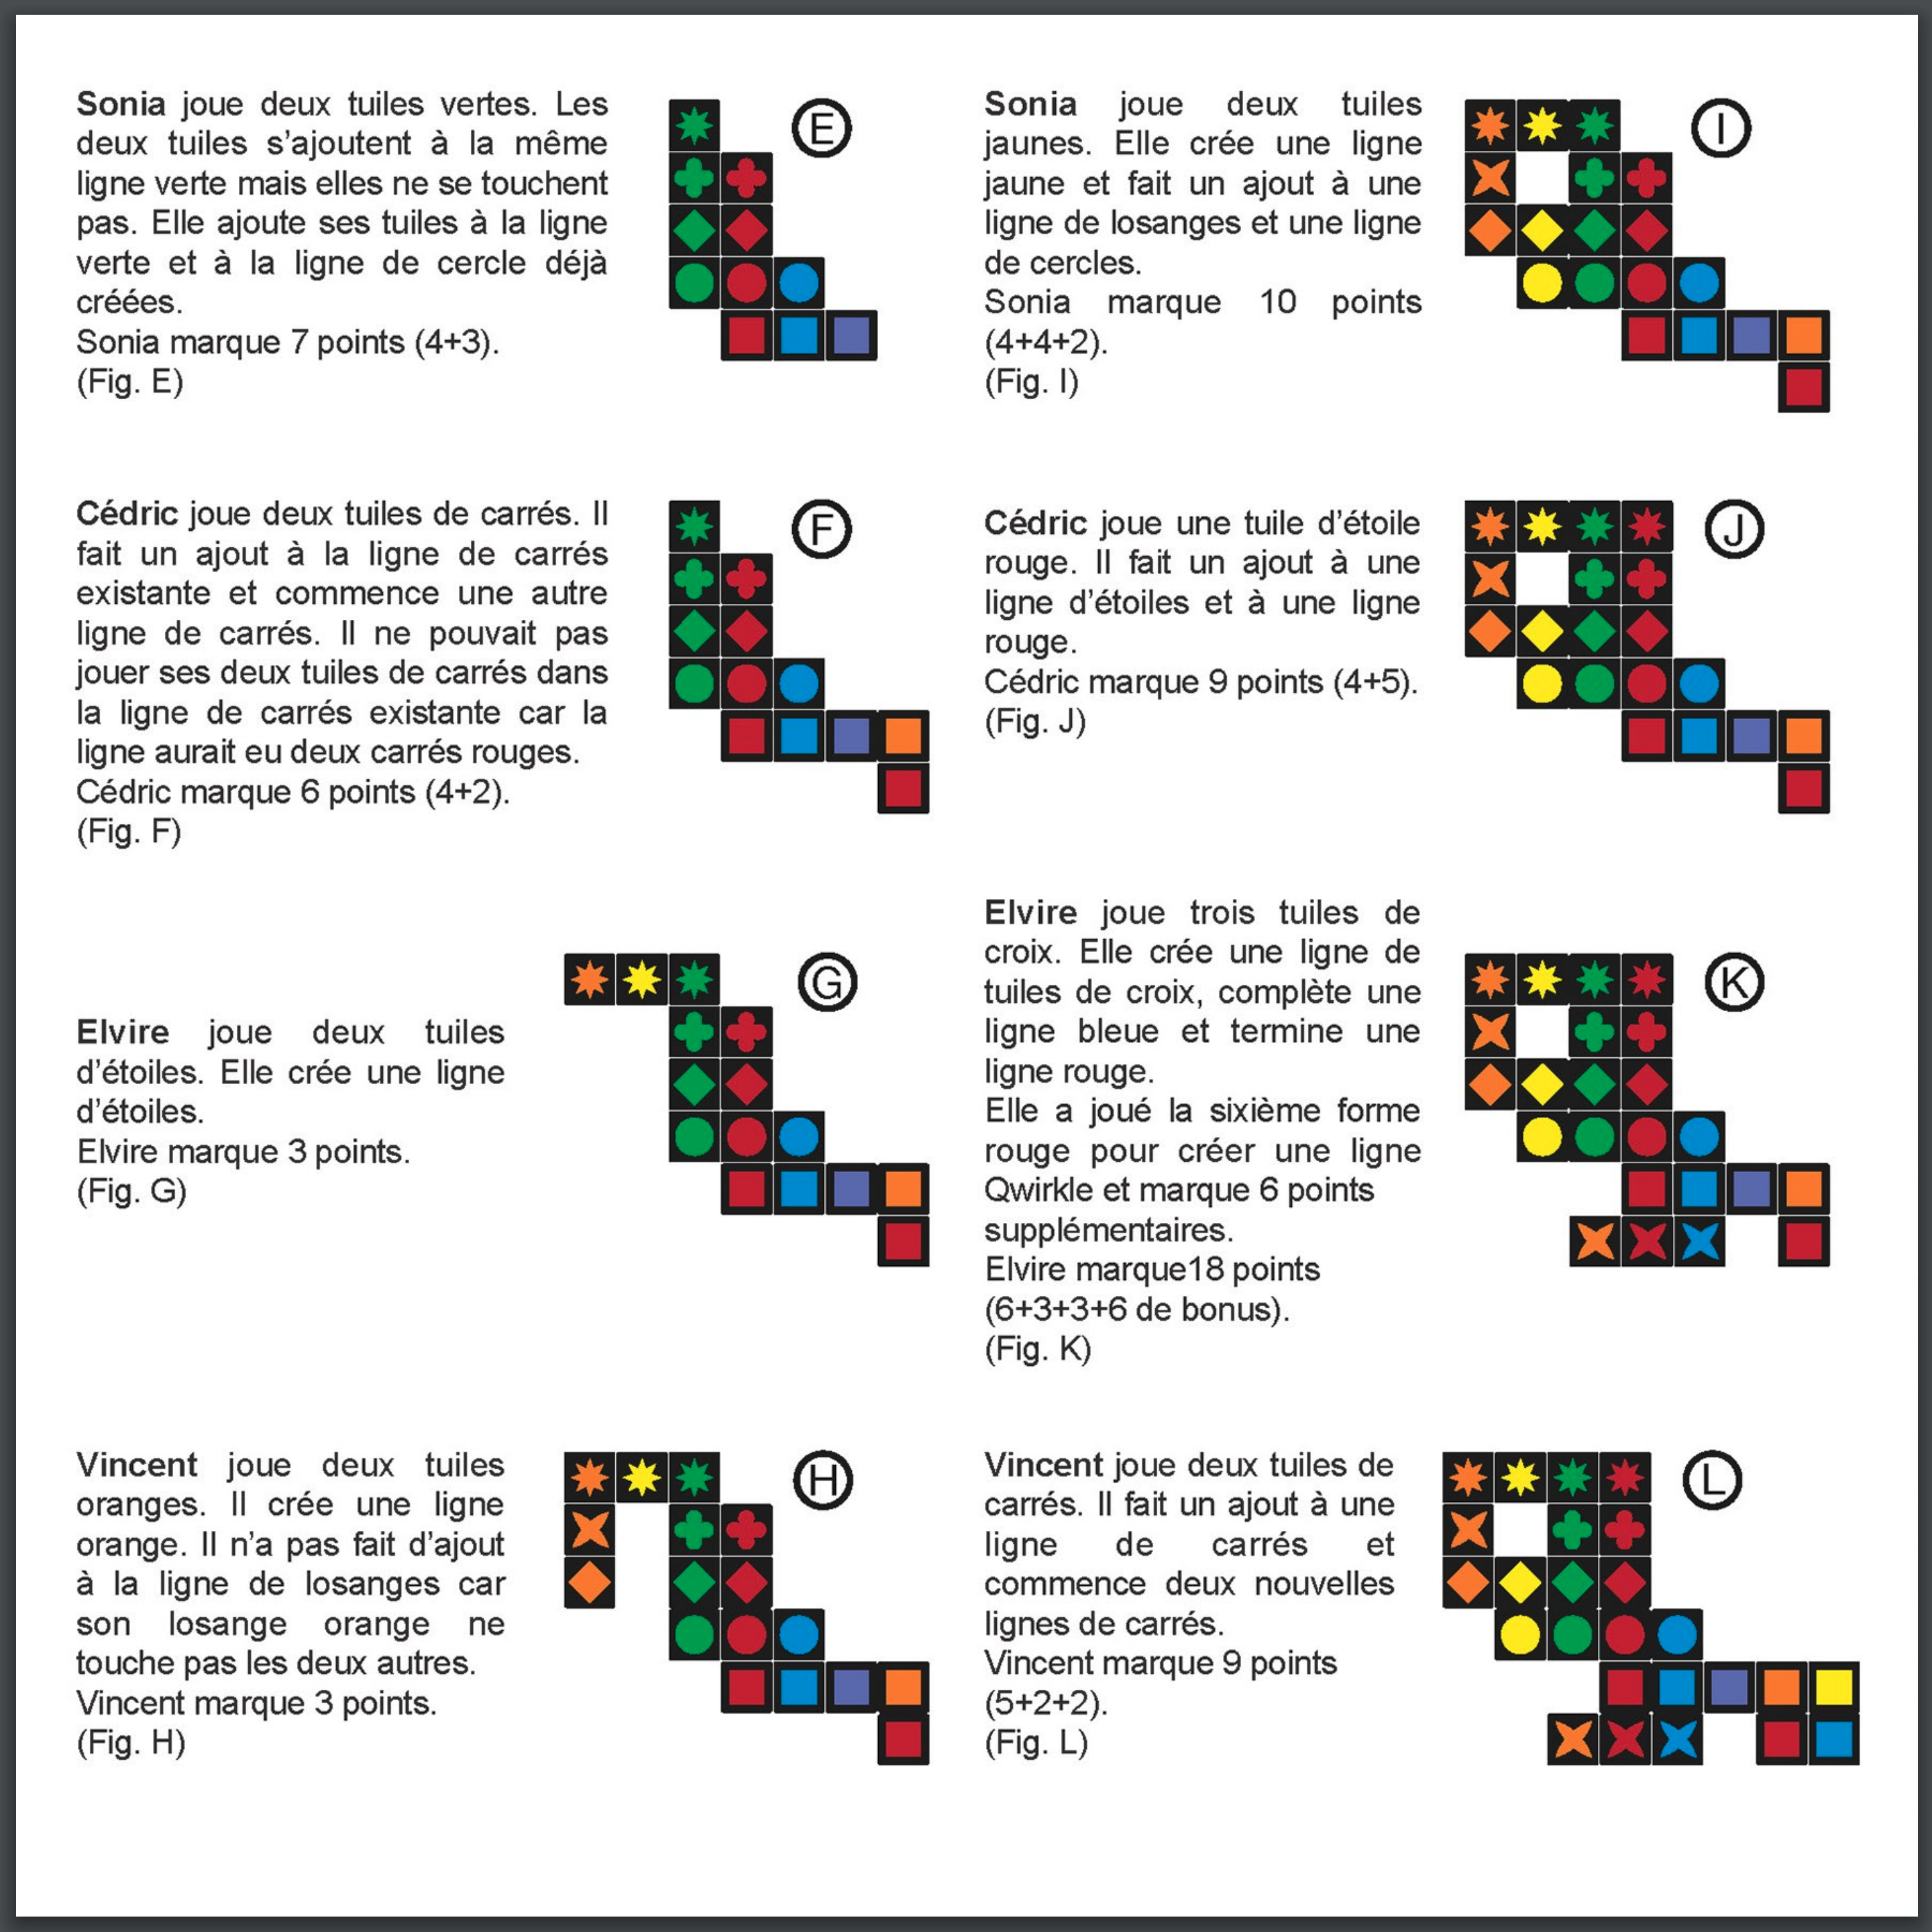 Sonia joue deux tuiles vertes. Les
deux tuiles s'ajoutent à la même
ligne verte mais elles ne se touchent
pas. Elle ajoute ses tuiles à la ligne
verte et à la ligne de cercle déjà
créées.
Sonia marque 7 points (4+3).
(Fig. E)
E
Cédric joue deux tuiles de carrés. Il
fait un ajout à la ligne de carrés
existante et commence une autre
ligne de carrés. Il ne pouvait pas
jouer ses deux tuiles de carrés dans
la ligne de carrés existante car la
ligne aurait eu deux carrés rouges.
Cédric marque 6 points (4+2).
(Fig. F)
F
Elvire joue deux tuiles
d'étoiles. Elle crée une ligne
d'étoiles.
Elvire marque 3 points.
(Fig. G)
G
Vincent joue deux tuiles
oranges. Il crée une ligne
orange. Il n'a pas fait d'ajout
à la ligne de losanges car
son losange orange ne
touche pas les deux autres.
Vincent marque 3 points.
(Fig. H)
H
Sonia joue deux tuiles
jaunes. Elle crée une ligne
jaune et fait un ajout à une
ligne de losanges et une ligne
de cercles.
Sonia marque 10 points
(4+4+2).
(Fig. I)
I
Cédric joue une tuile d'étoile
rouge. Il fait un ajout à une
ligne d'étoiles et à une ligne
rouge.
Cédric marque 9 points (4+5).
(Fig. J)
J
Elvire joue trois tuiles de
croix. Elle crée une ligne de
tuiles de croix, complète une
ligne bleue et termine une
ligne rouge.
Elle a joué la sixième forme
rouge pour créer une ligne
Qwirkle et marque 6 points
supplémentaires.
Elvire marque18 points
(6+3+3+6 de bonus).
(Fig. K)
K
Vincent joue deux tuiles de
carrés. Il fait un ajout à une
ligne de carrés et
commence deux nouvelles
lignes de carrés.
Vincent marque 9 points
(5+2+2).
(Fig. L)
L